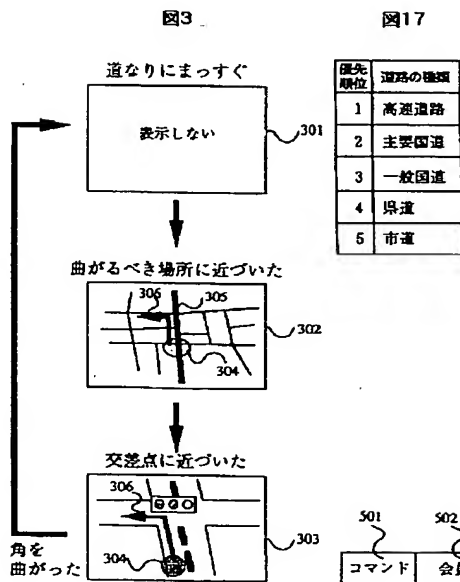 図3
道なりにまっすぐ
表示しない
301
曲がるべき場所に近づいた
306
305
302
304
交差点に近づいた
306
303
304
角を
曲がった
図17
優先
順位
道路の種類
1 高速道路
2 主要国道
3 一般国道
4 県道
5 市道
501
502
コマンド